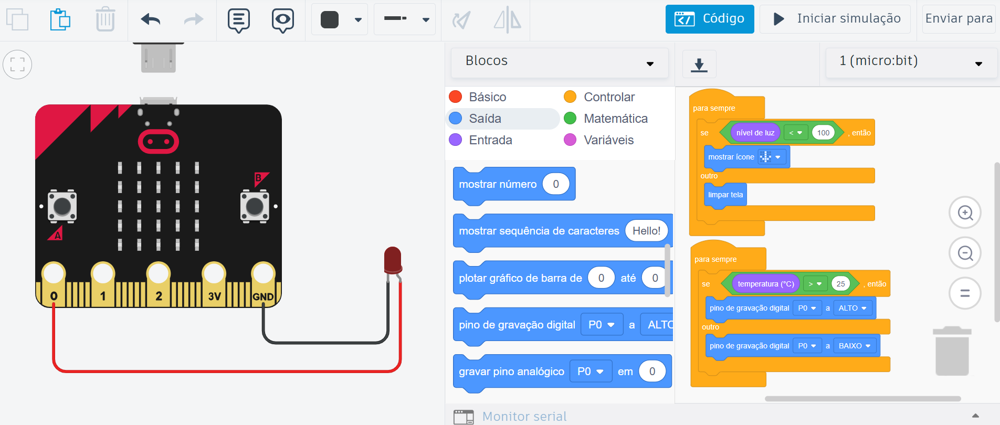 Código
Iniciar simulação
Enviar para
Blocos
1 (micro:bit)
Básico
Controlar
Saída
Matemática
Entrada
Variáveis
mostrar número 0
mostrar sequência de caracteres Hello!
plotar gráfico de barra de 0 até 0
pino de gravação digital P0 a ALTO
gravar pino analógico P0 em 0
Monitor serial
para sempre
se nível de luz < 100 , então
mostrar ícone
outro
limpar tela
para sempre
se temperatura (°C) > 25 , então
pino de gravação digital P0 a ALTO
outro
pino de gravação digital P0 a BAIXO
B
A
0 1 2 3V GND